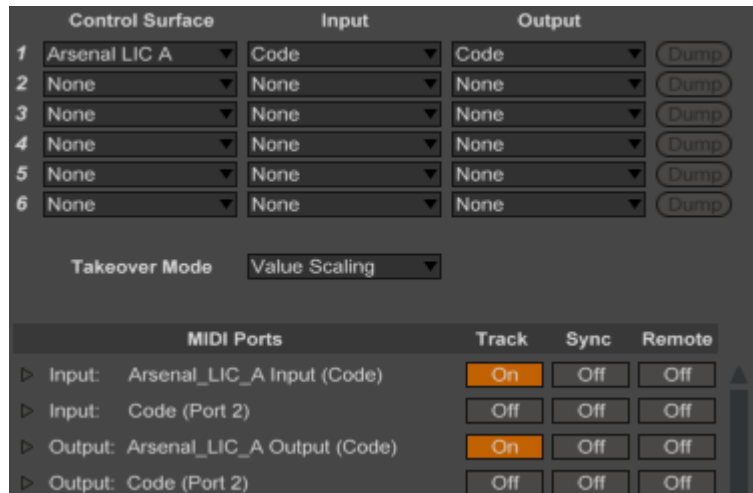 Control Surface Input Output
1 Arsenal LIC A Code Code Dump
2 None None None Dump
3 None None None Dump
4 None None None Dump
5 None None None Dump
6 None None None Dump
Takeover Mode Value Scaling
MIDI Ports Track Sync Remote
Input: Arsenal_LIC_A Input (Code) On Off Off
Input: Code (Port 2) Off Off Off
Output: Arsenal_LIC_A Output (Code) On Off Off
Output: Code (Port 2) Off Off Off